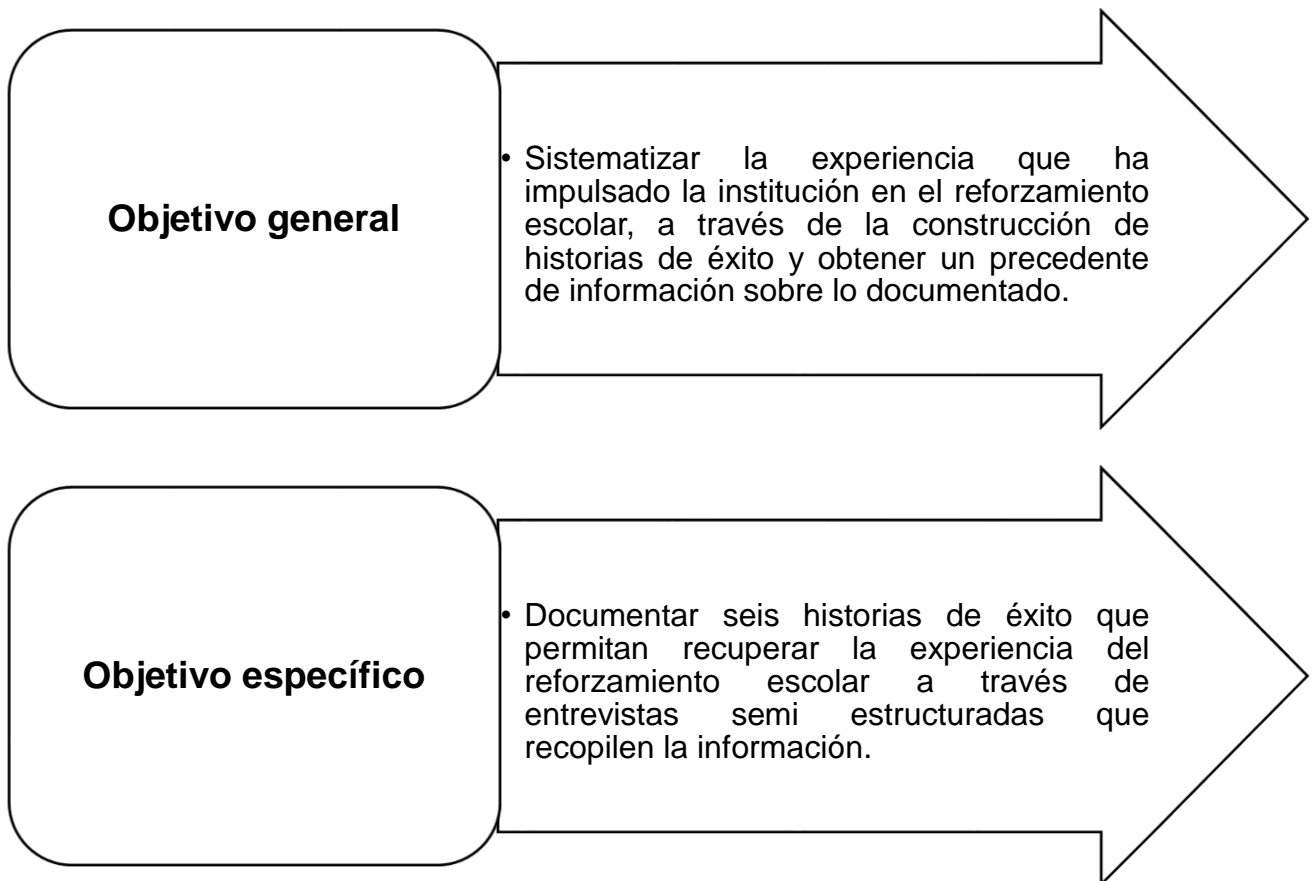 Objetivo general
• Sistematizar la experiencia que ha
impulsado la institución en el reforzamiento
escolar, a través de la construcción de
historias de éxito y obtener un precedente
de información sobre lo documentado.
Objetivo específico
• Documentar seis historias de éxito que
permitan recuperar la experiencia del
reforzamiento escolar a través de
entrevistas semi estructuradas que
recopilen la información.